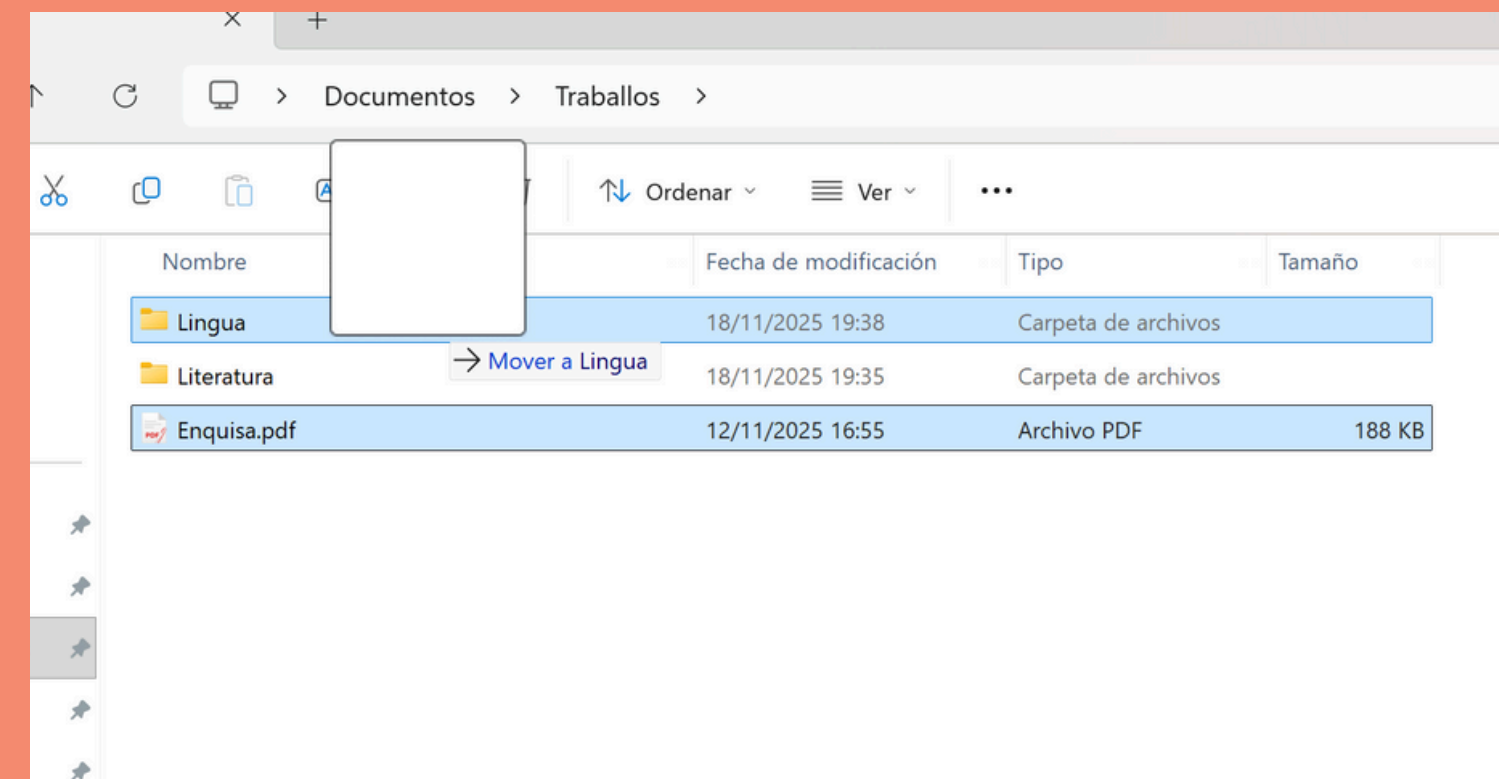 Documentos > Traballos >
Ordenar Ver
Nombre Fecha de modificación Tipo Tamaño
Lingua 18/11/2025 19:38 Carpeta de archivos
→ Mover a Lingua
Literatura 18/11/2025 19:35 Carpeta de archivos
Enquisa.pdf 12/11/2025 16:55 Archivo PDF 188 KB